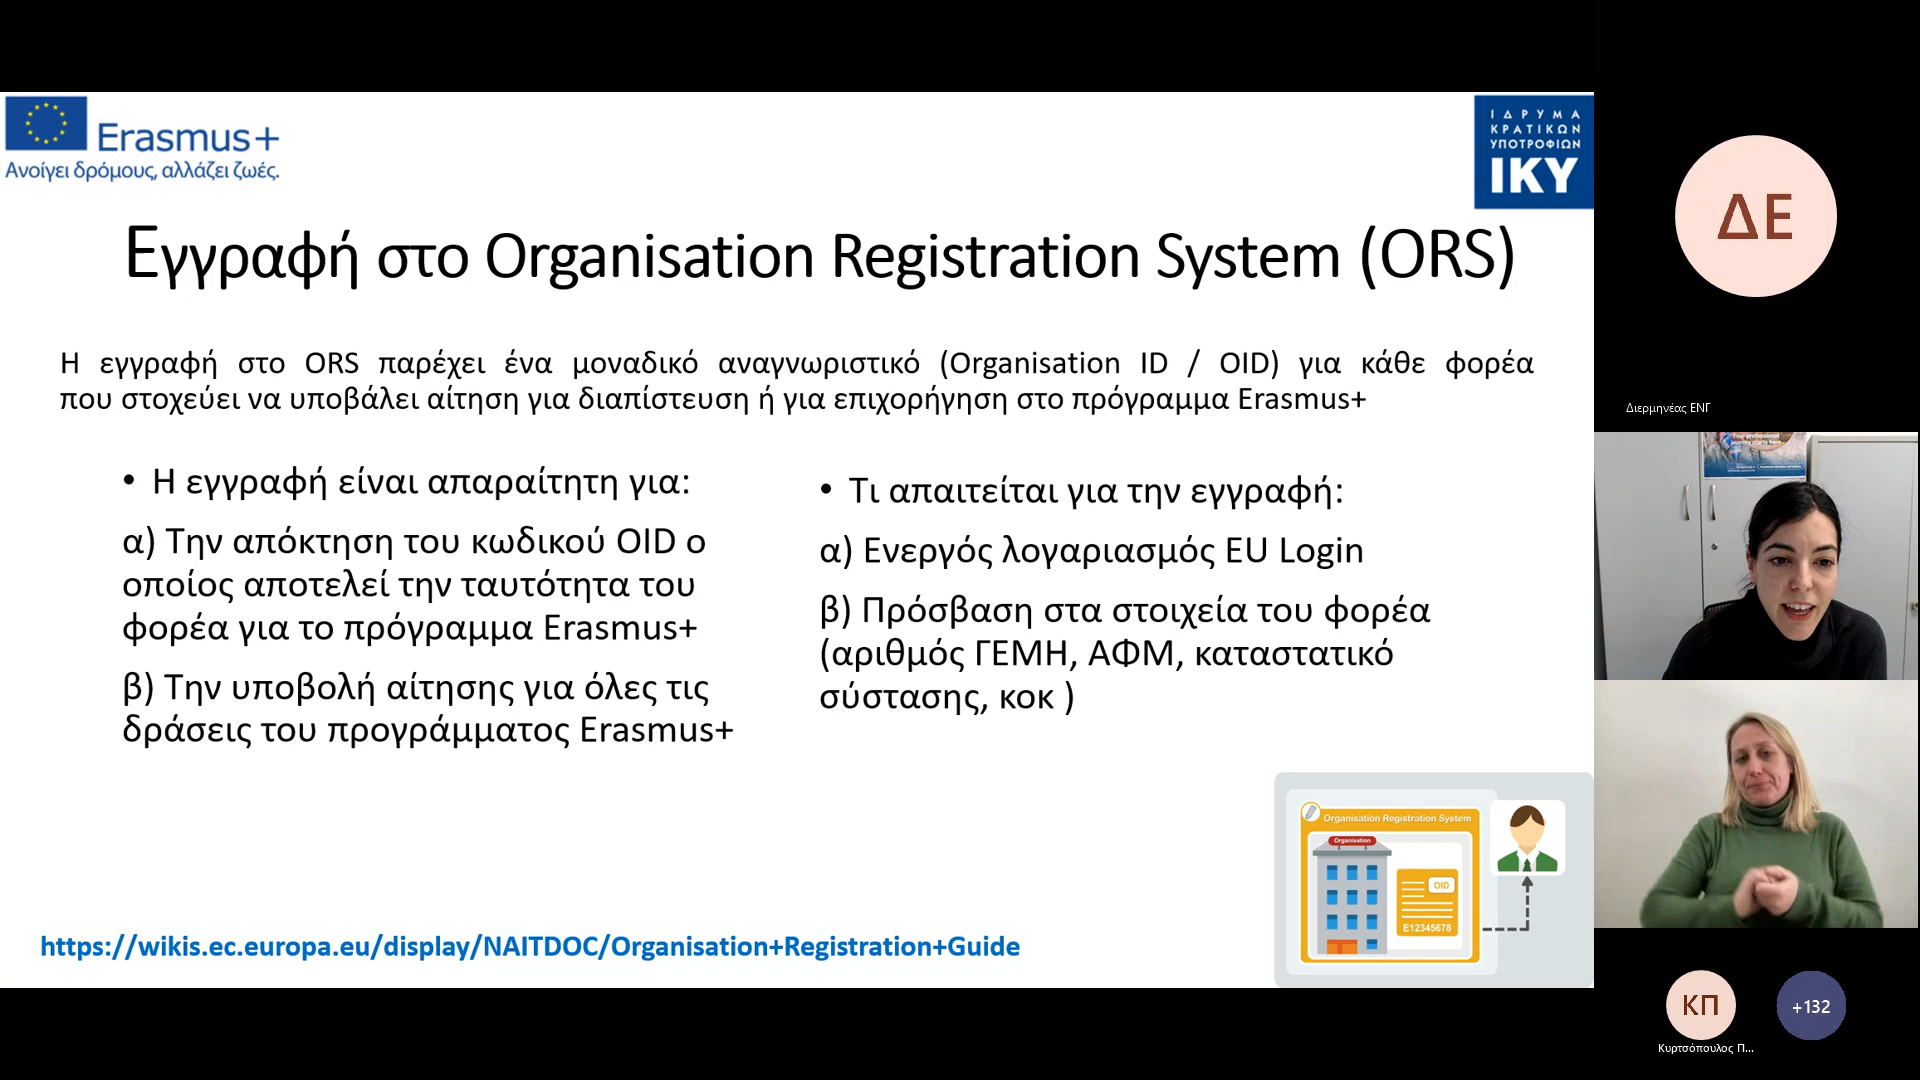 Erasmus+
Ανοίγει δρόμους, αλλάζει ζωές.
ΙΔΡΥΜΑ
ΚΡΑΤΙΚΩΝ
ΥΠΟΤΡΟΦΙΩΝ
ΙΚΥ
Εγγραφή στο Organisation Registration System (ORS)
Η εγγραφή στο ORS παρέχει ένα μοναδικό αναγνωριστικό (Organisation ID / OID) για κάθε φορέα
που στοχεύει να υποβάλει αίτηση για διαπίστευση ή για επιχορήγηση στο πρόγραμμα Erasmus+
• Η εγγραφή είναι απαραίτητη για:
α) Την απόκτηση του κωδικού OID ο
οποίος αποτελεί την ταυτότητα του
φορέα για το πρόγραμμα Erasmus+
β) Την υποβολή αίτησης για όλες τις
δράσεις του προγράμματος Erasmus+
• Τι απαιτείται για την εγγραφή:
α) Ενεργός λογαριασμός EU Login
β) Πρόσβαση στα στοιχεία του φορέα
(αριθμός ΓΕΜΗ, ΑΦΜ, καταστατικό
σύστασης, κοκ )
Organisation Registration System
Organisation
OID
E12345678
https://wikis.ec.europa.eu/display/NAITDOC/Organisation+Registration+Guide
ΔΕ
Διερμηνέας ΕΝΓ
journey starts here
ΚΠ
Κυρτσόπουλος Π...
+132